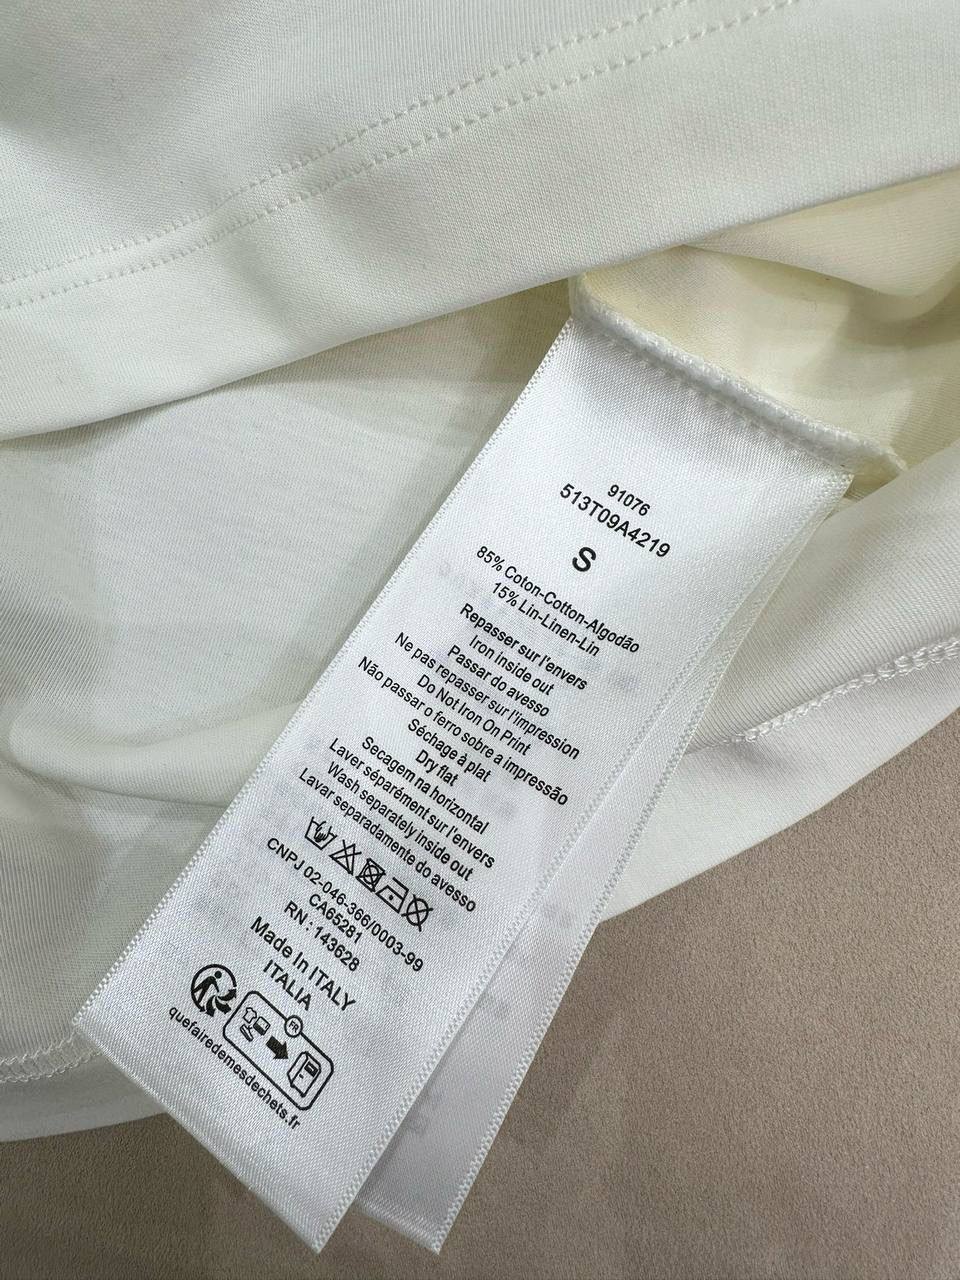 91076
513T09A4219
S
85% Coton-Cotton-Algodão
15% Lin-Linen-Lin
Repasser sur l'envers
Iron inside out
Passar do avesso
Ne pas repasser sur l'impression
Do Not Iron On Print
Não passar o ferro sobre a impressão
Séchage à plat
Dry flat
Secagem na horizontal
Laver séparément sur l'envers
Wash separately inside out
Lavar separadamente do avesso
CNPJ 02-046-366/0003-99
CA65281
RN : 143628
Made In ITALY
ITALIA
FR
quefairedemesdechets.fr